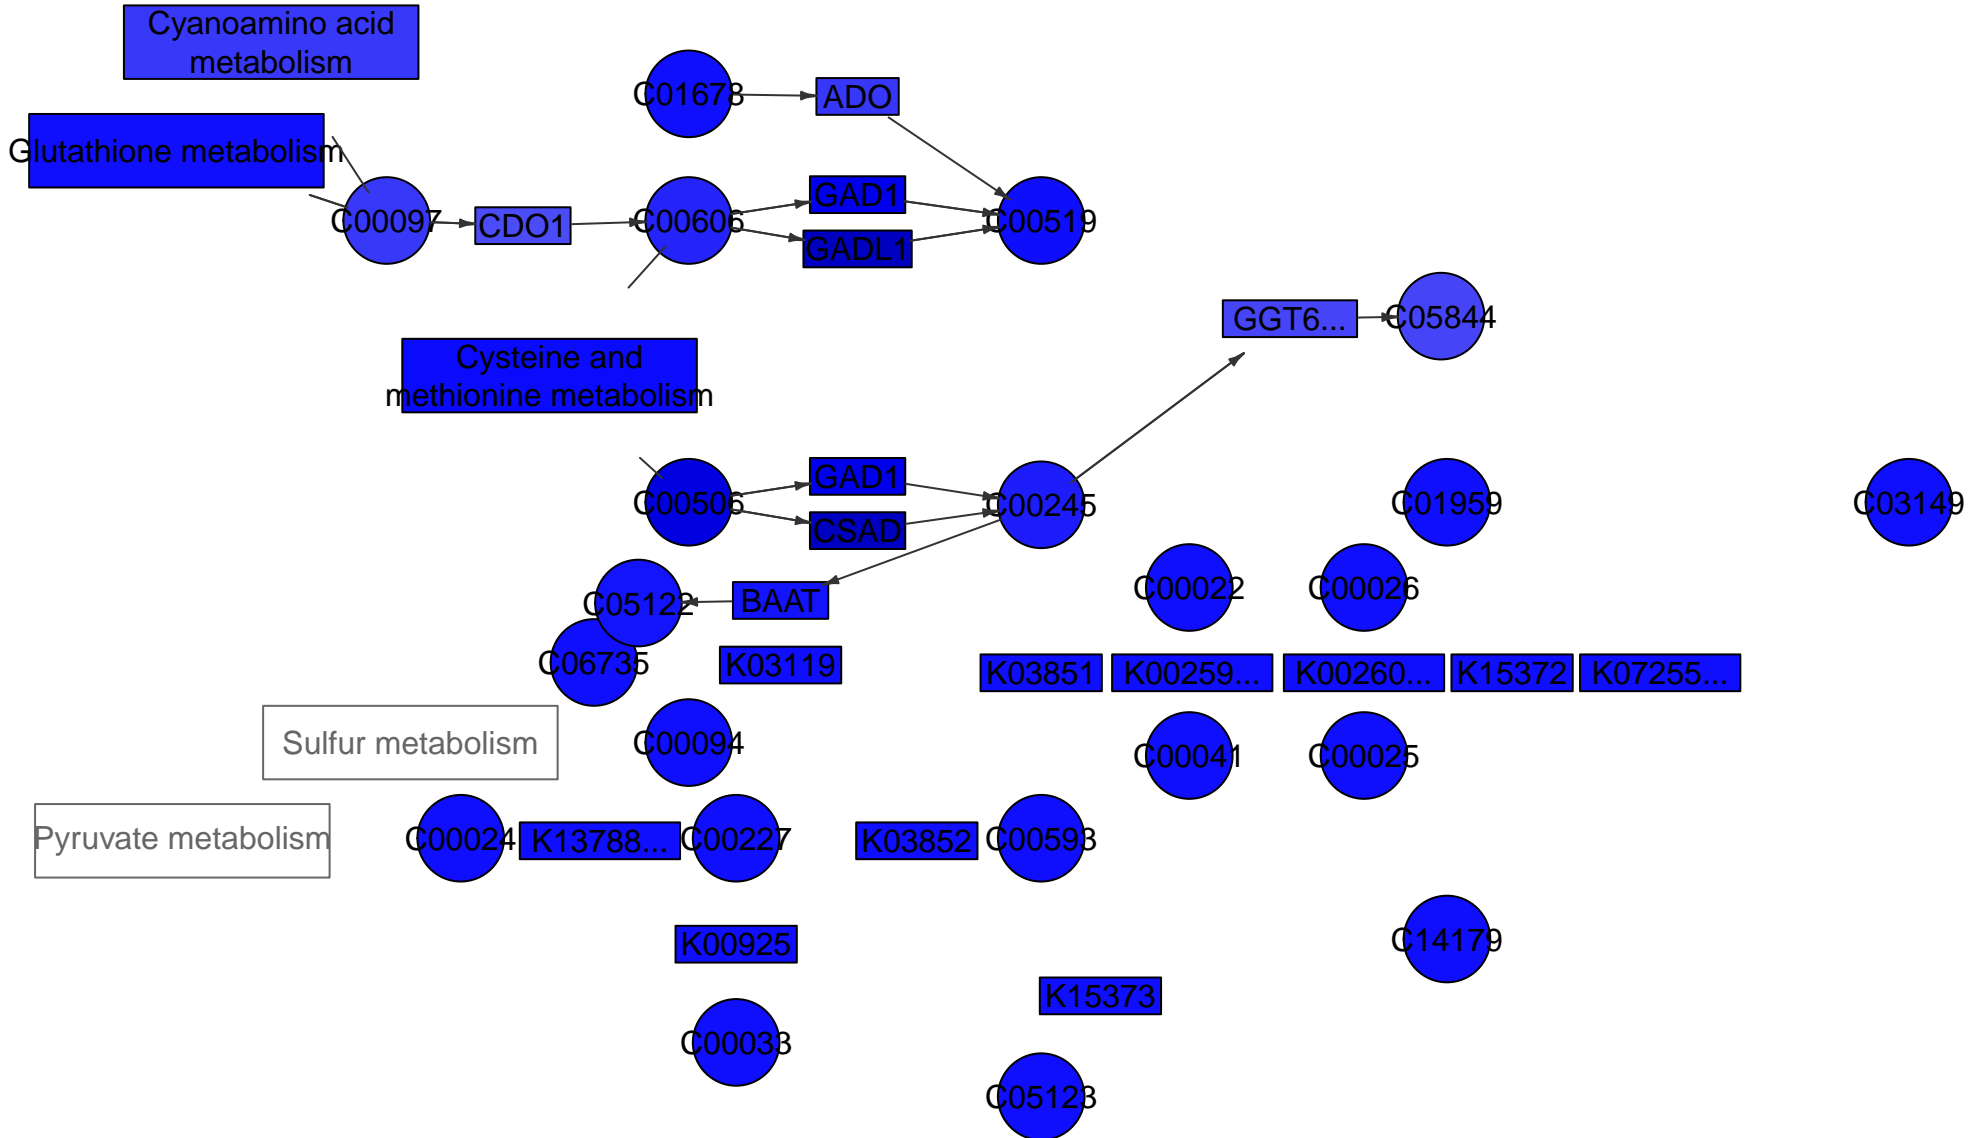 Cyanoamino acid
metabolism
C01678
ADO
Glutathione metabolism
C00097
CDO1
C00606
GAD1
GADL1
C00519
GGT6...
C05844
Cysteine and
methionine metabolism
C00506
GAD1
CSAD
C00245
C01959
C03149
C05122
BAAT
C00022
C00026
C06735
K03119
K03851
K00259...
K00260...
K15372
K07255...
Sulfur metabolism
C00094
C00041
C00025
Pyruvate metabolism
C00024
K13788...
C00227
K03852
C00593
K00925
C14179
K15373
C00033
C05123